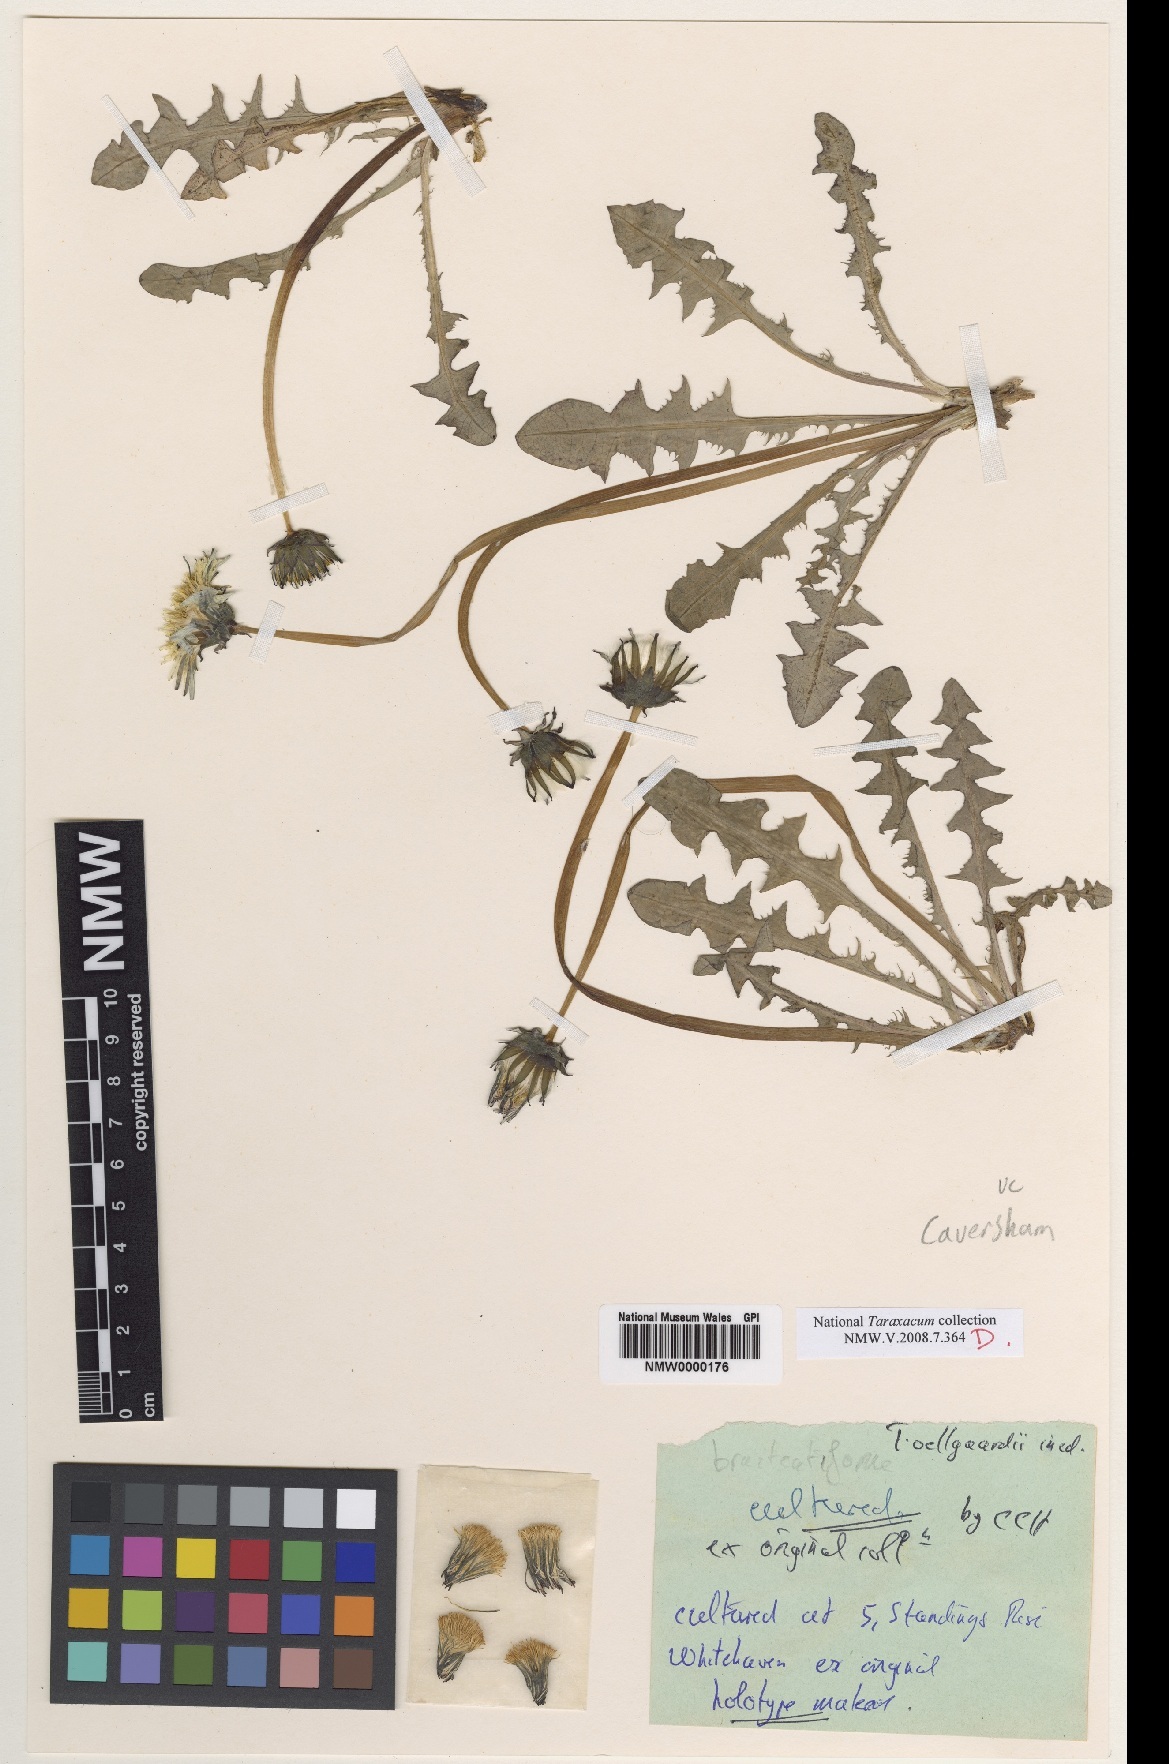 NMW
copyright reserved
10
9
8
7
6
5
4
3
2
1
0
cm
vc
Caversham
National Museum Wales GPI
NMW0000176
National Taraxacum collection
NMW.V.2008.7.364 D.
T. oellgaardii ined.
bracteatiforme
cultured by CCH
ex original collⁿ
cultured at 5, Standings Rise
Whitehaven ex original
holotype